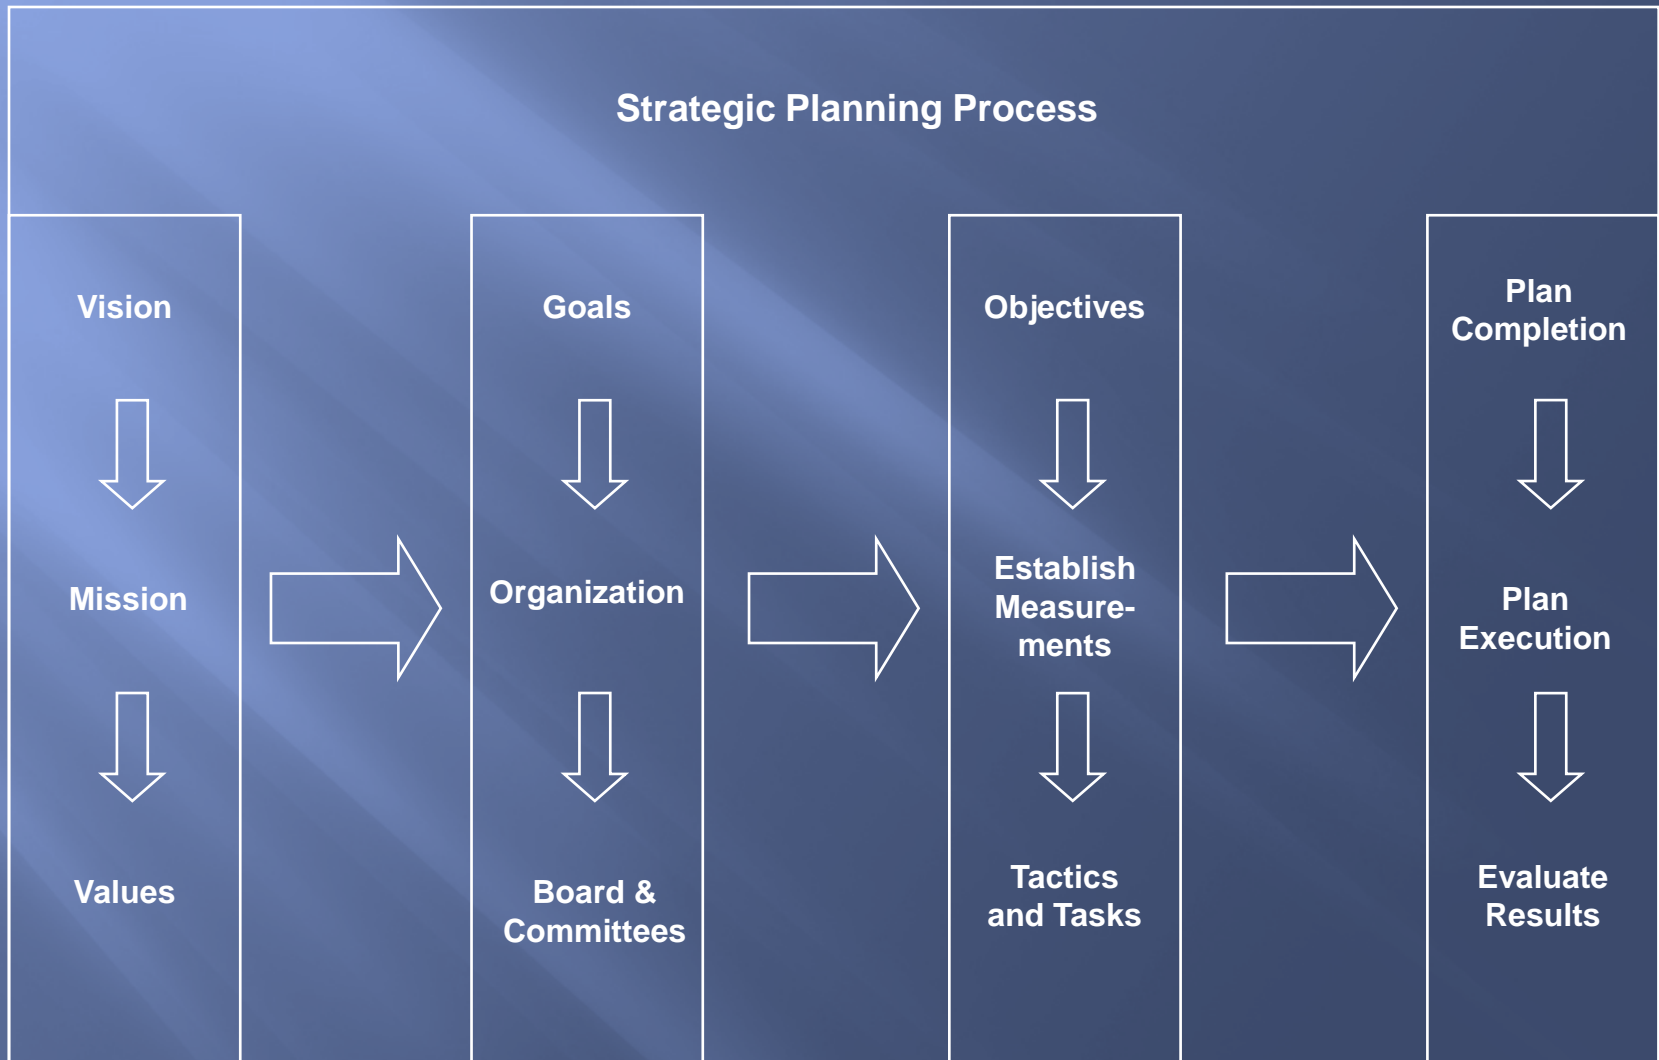 Strategic Planning Process
Vision
Mission
Values
Goals
Organization
Board &
Committees
Objectives
Establish
Measure-
ments
Tactics
and Tasks
Plan
Completion
Plan
Execution
Evaluate
Results